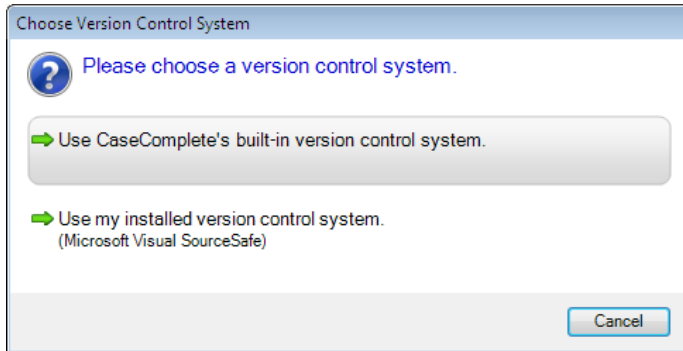 Choose Version Control System
Please choose a version control system.
Use CaseComplete's built-in version control system.
Use my installed version control system.
(Microsoft Visual SourceSafe)
Cancel